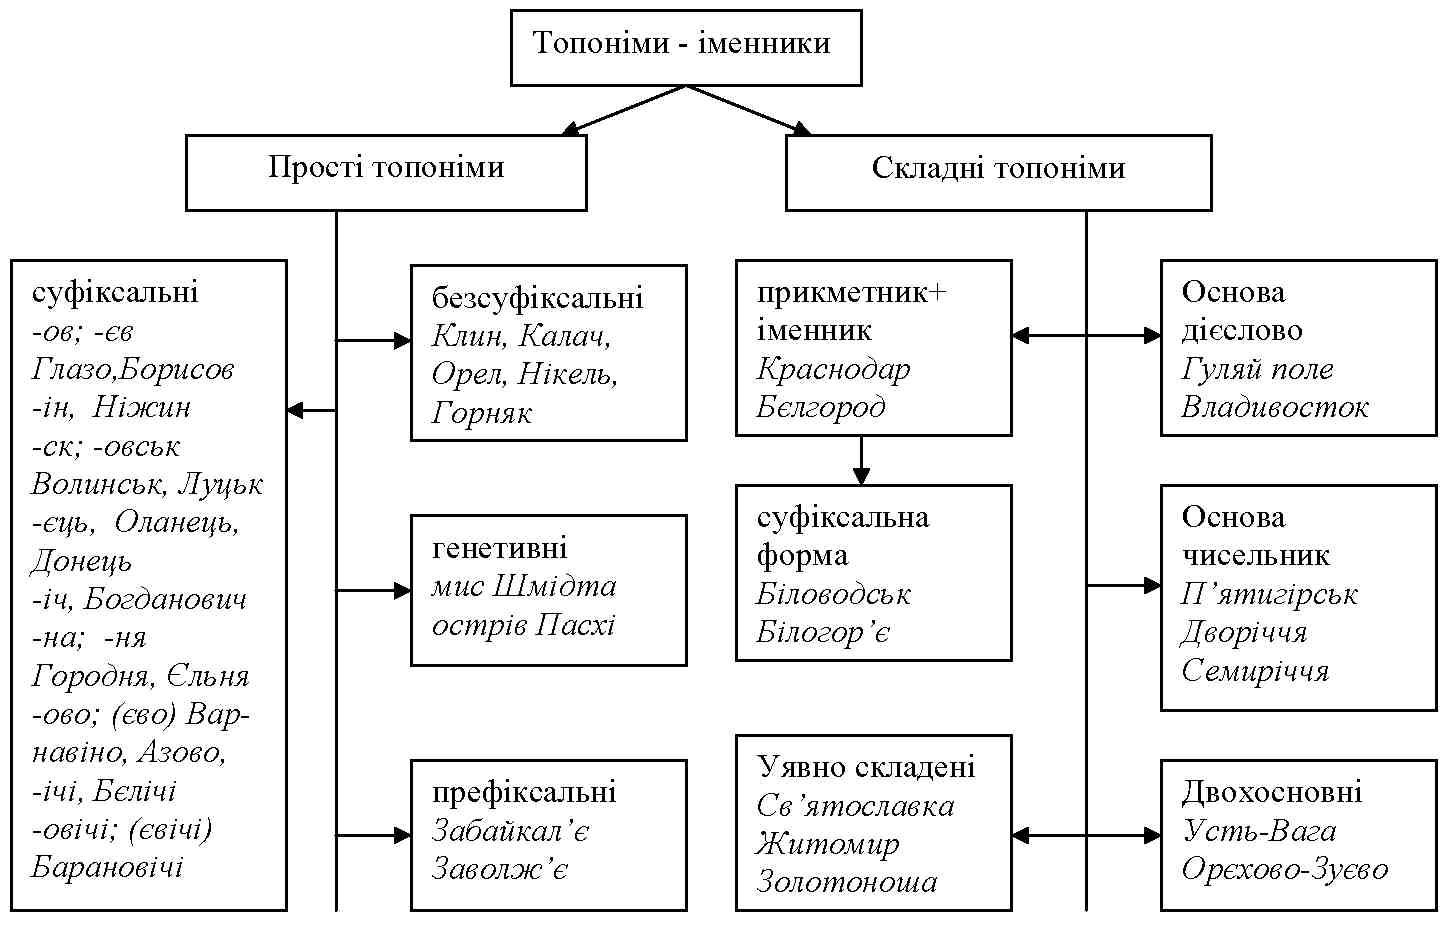 Топоніми - іменники
Прості топоніми
Складні топоніми
суфіксальні
-ов; -єв
Глазо,Борисов
-ін, Ніжин
-ск; -овськ
Волинськ, Луцьк
-єць, Оланець,
Донець
-іч, Богданович
-на; -ня
Городня, Єльня
-ово; (єво) Вар-
навіно, Азово,
-ічі, Бєлічі
-овічі; (євічі)
Барановічі
безсуфіксальні
Клин, Калач,
Орел, Нікель,
Горняк
генетивні
мис Шмідта
острів Пасхі
префіксальні
Забайкал’є
Заволж’є
прикметник+
іменник
Краснодар
Бєлгород
суфіксальна
форма
Біловодськ
Білогор’є
Уявно складені
Св’ятославка
Житомир
Золотоноша
Основа
дієслово
Гуляй поле
Владивосток
Основа
чисельник
П’ятигірськ
Дворіччя
Семиріччя
Двохосновні
Усть-Вага
Орєхово-Зуєво